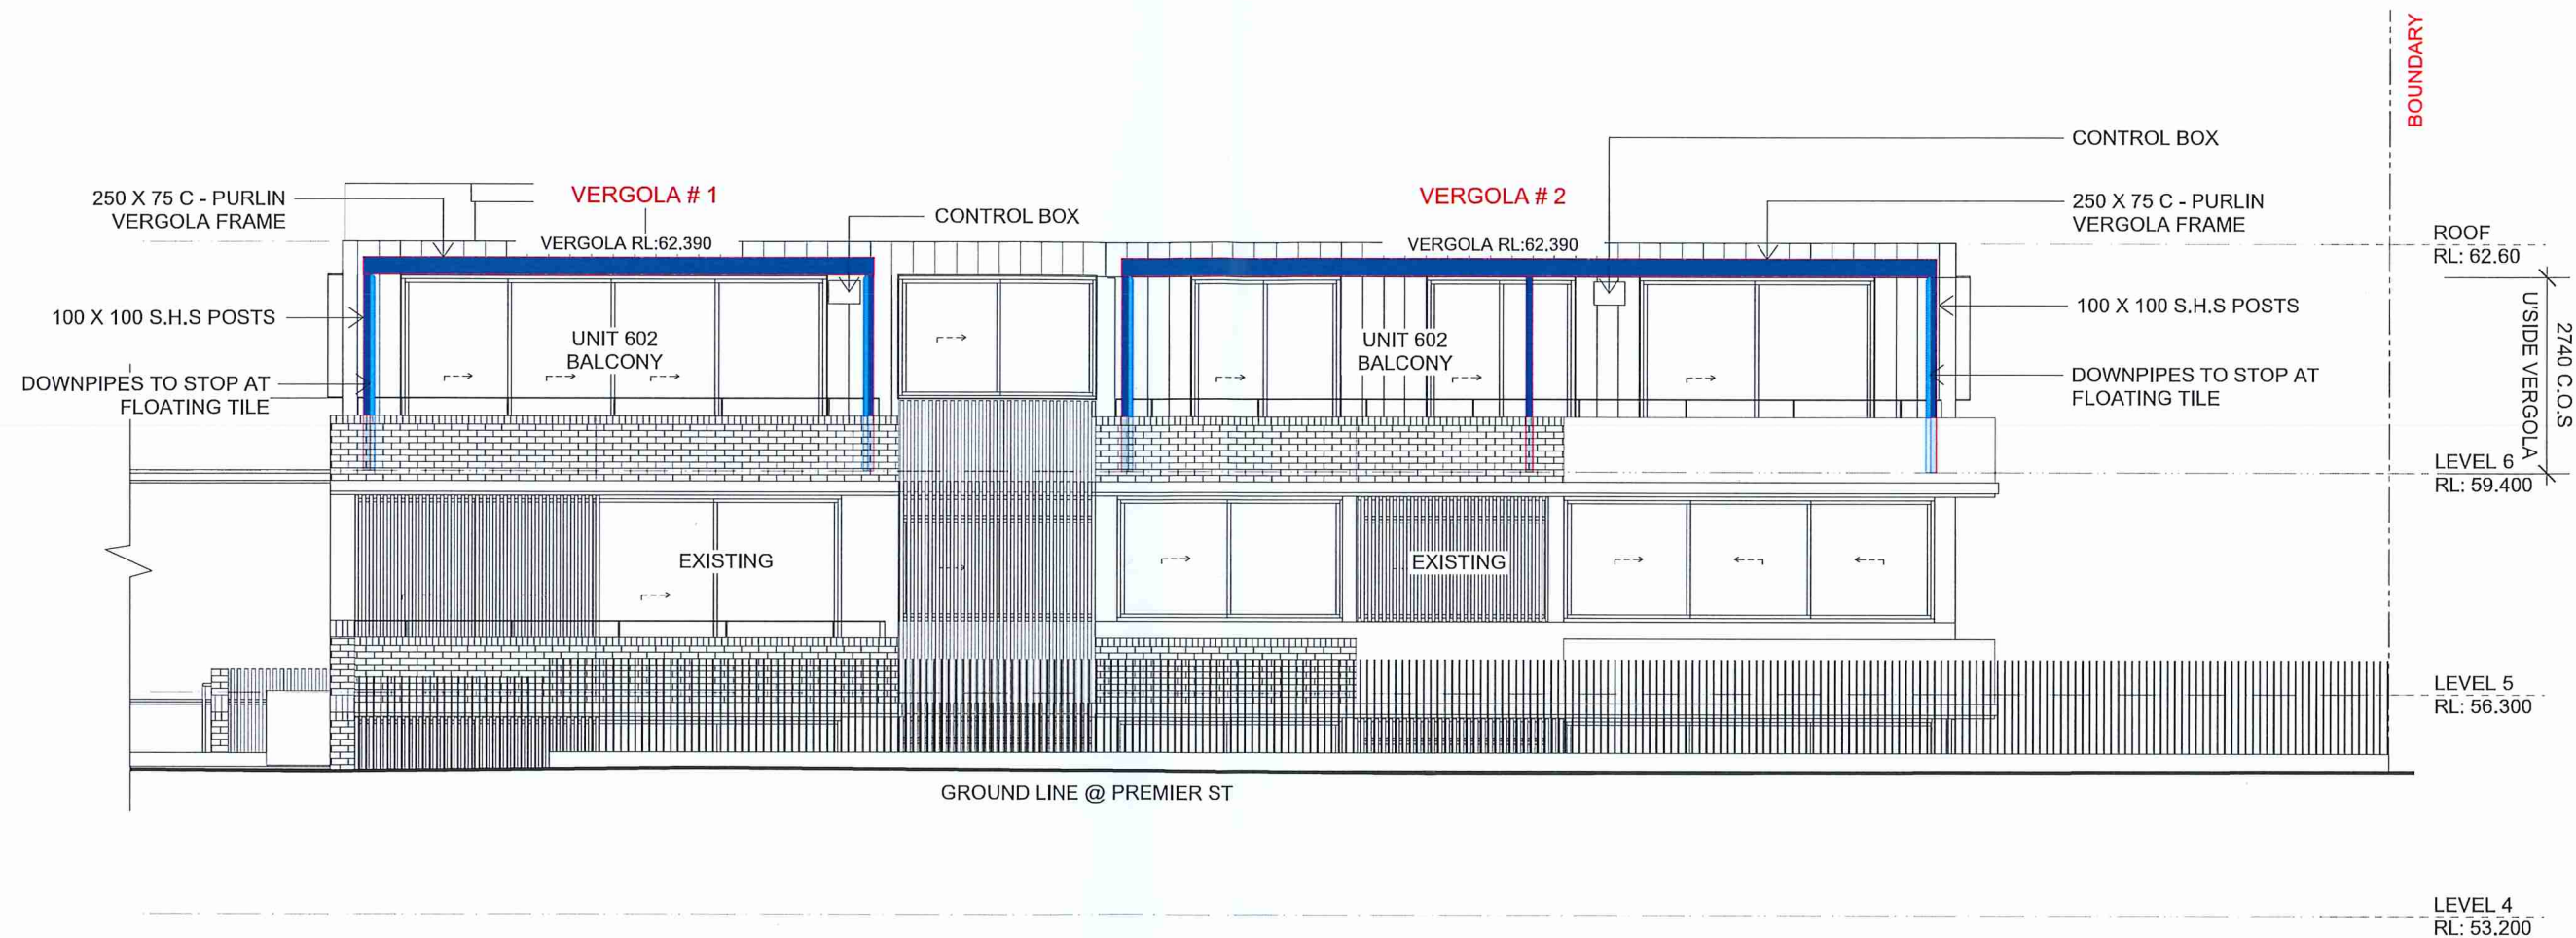 BOUNDARY
CONTROL BOX
250 X 75 C - PURLIN
VERGOLA FRAME
VERGOLA # 1
CONTROL BOX
VERGOLA RL:62.390
VERGOLA # 2
VERGOLA RL:62.390
250 X 75 C - PURLIN
VERGOLA FRAME
ROOF
RL: 62.60
100 X 100 S.H.S POSTS
UNIT 602
BALCONY
UNIT 602
BALCONY
100 X 100 S.H.S POSTS
2740 C.O.S
U'SIDE VERGOLA
DOWNPIPES TO STOP AT
FLOATING TILE
DOWNPIPES TO STOP AT
FLOATING TILE
LEVEL 6
RL: 59.400
EXISTING
EXISTING
LEVEL 5
RL: 56.300
GROUND LINE @ PREMIER ST
LEVEL 4
RL: 53.200